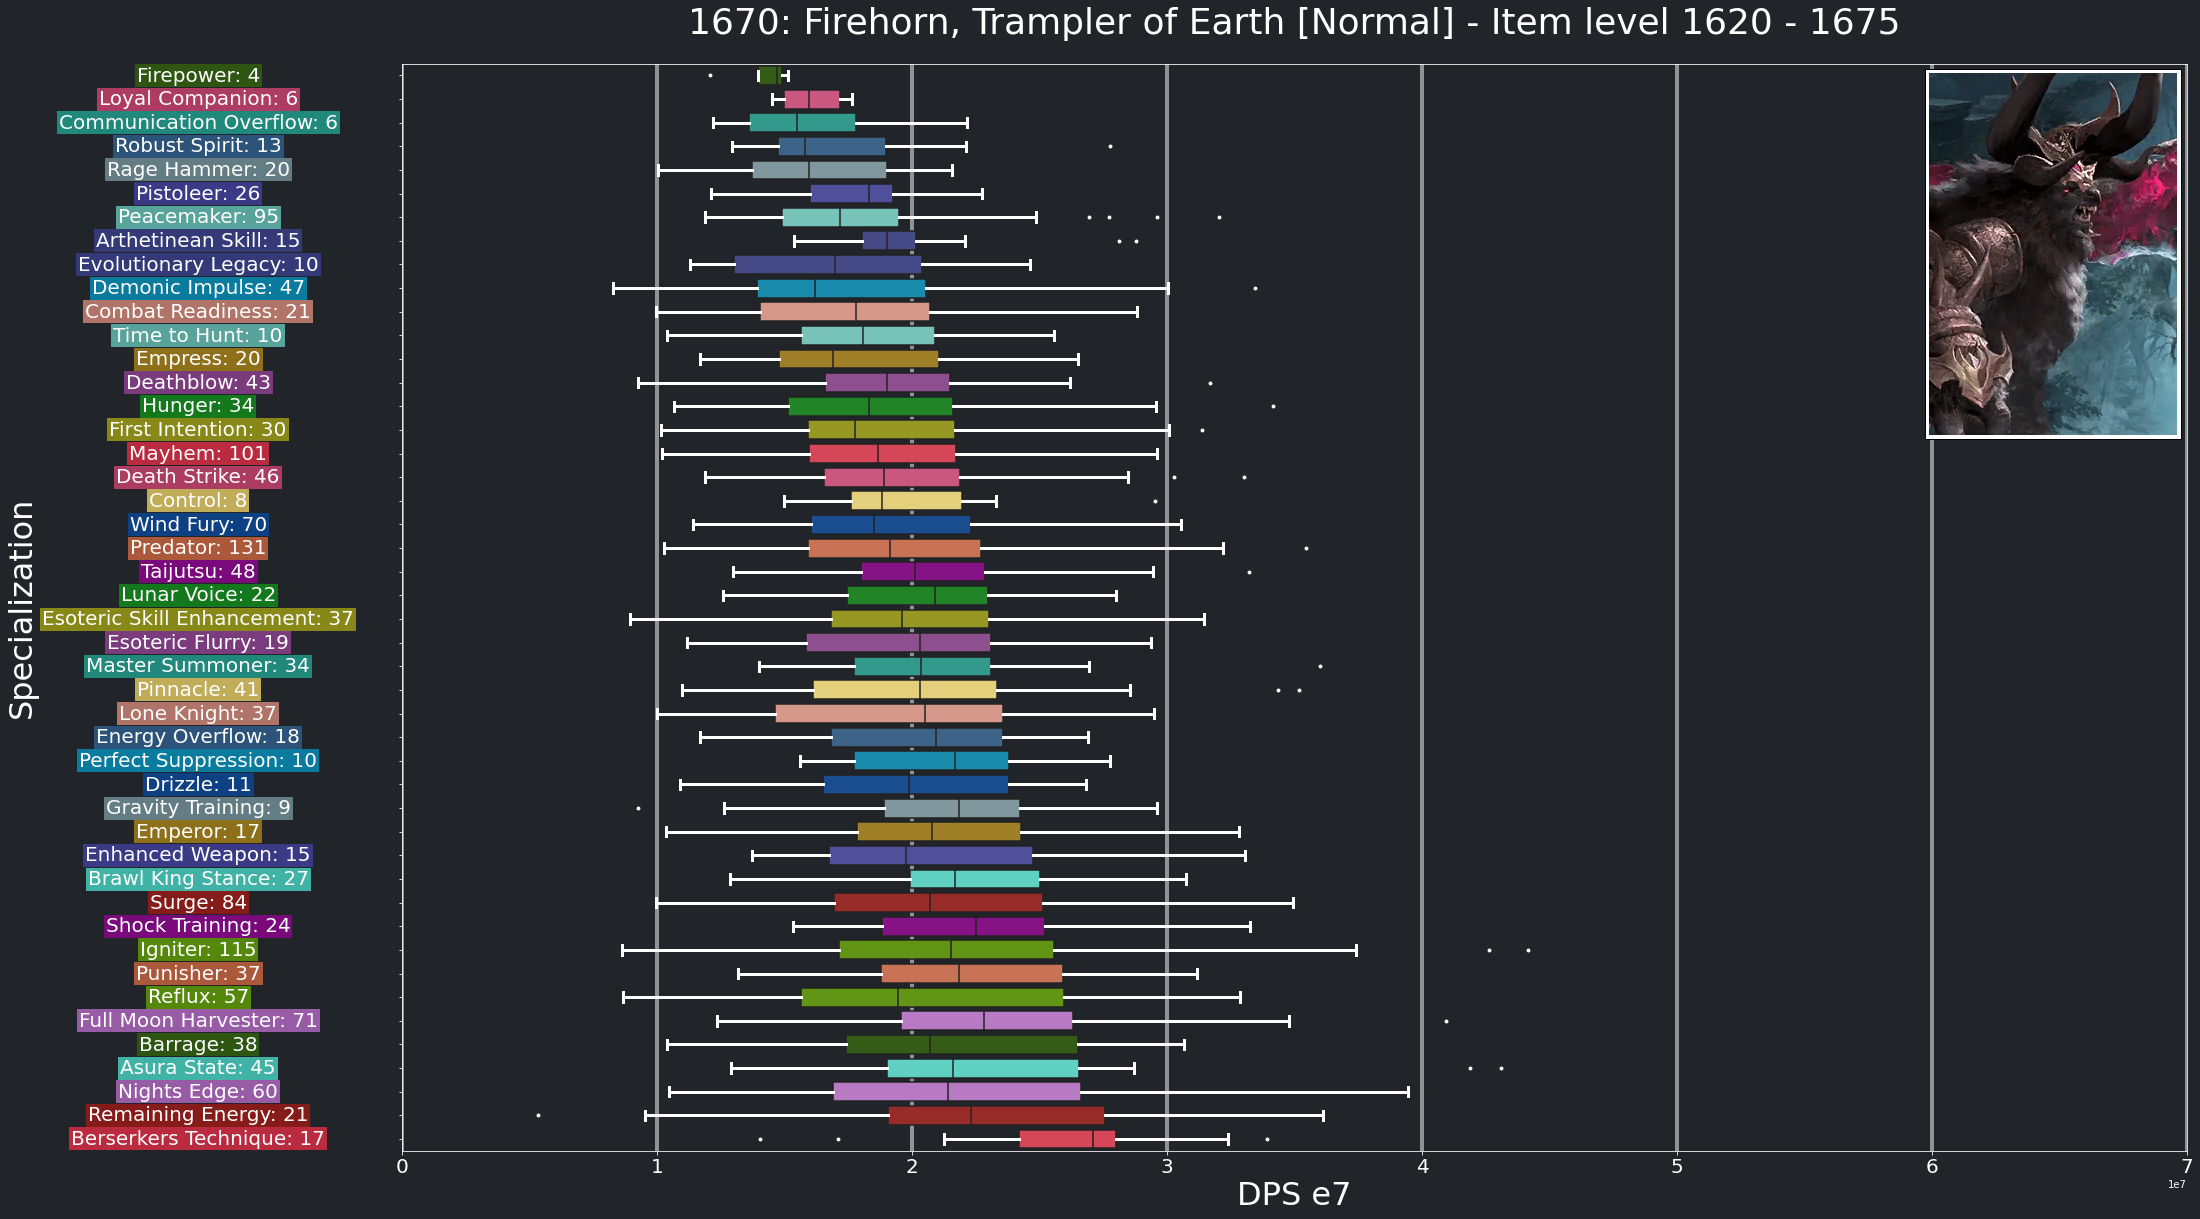 1670: Firehorn, Trampler of Earth [Normal] - Item level 1620 - 1675
Specialization
Firepower: 4
Loyal Companion: 6
Communication Overflow: 6
Robust Spirit: 13
Rage Hammer: 20
Pistoleer: 26
Peacemaker: 95
Arthetinean Skill: 15
Evolutionary Legacy: 10
Demonic Impulse: 47
Combat Readiness: 21
Time to Hunt: 10
Empress: 20
Deathblow: 43
Hunger: 34
First Intention: 30
Mayhem: 101
Death Strike: 46
Control: 8
Wind Fury: 70
Predator: 131
Taijutsu: 48
Lunar Voice: 22
Esoteric Skill Enhancement: 37
Esoteric Flurry: 19
Master Summoner: 34
Pinnacle: 41
Lone Knight: 37
Energy Overflow: 18
Perfect Suppression: 10
Drizzle: 11
Gravity Training: 9
Emperor: 17
Enhanced Weapon: 15
Brawl King Stance: 27
Surge: 84
Shock Training: 24
Igniter: 115
Punisher: 37
Reflux: 57
Full Moon Harvester: 71
Barrage: 38
Asura State: 45
Nights Edge: 60
Remaining Energy: 21
Berserkers Technique: 17
0 1 2 3 4 5 6 7
1e7
DPS e7